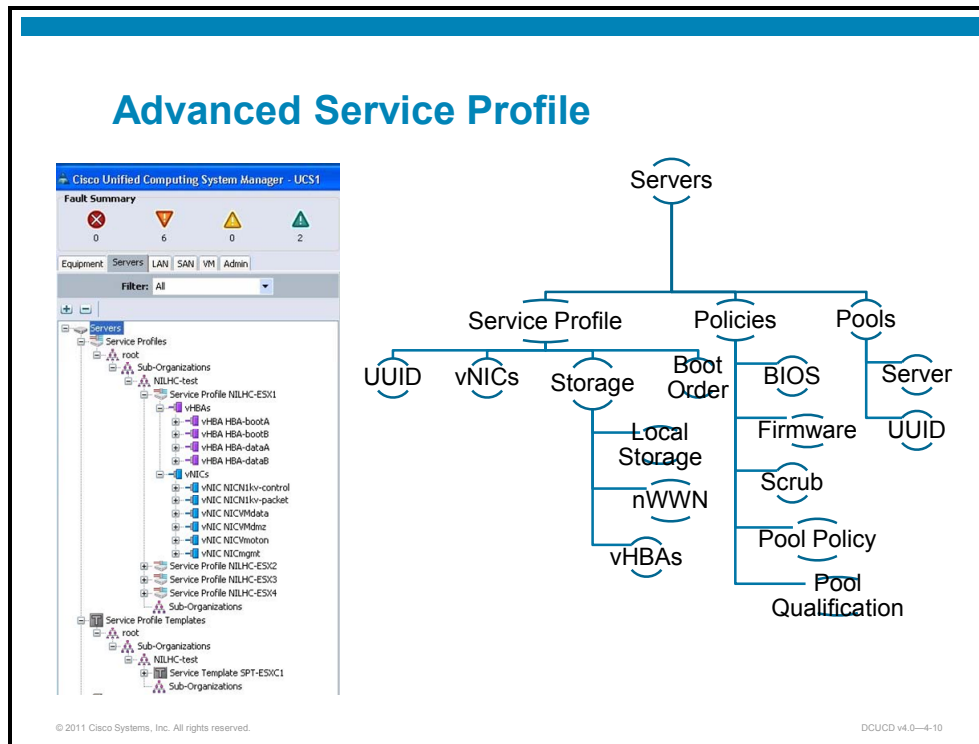 Advanced Service Profile
Cisco Unified Computing System Manager - UCS1
Fault Summary
0 6 0 2
Equipment Servers LAN SAN VM Admin
Filter: All
Servers
Service Profiles
root
Sub-Organizations
NILHC-test
Service Profile NILHC-ESX1
vHBAs
vHBA HBA-bootA
vHBA HBA-bootB
vHBA HBA-dataA
vHBA HBA-dataB
vNICs
vNIC NICN1kv-control
vNIC NICN1kv-packet
vNIC NICVMdata
vNIC NICVMdmz
vNIC NICVmoton
vNIC NICmgmt
Service Profile NILHC-ESX2
Service Profile NILHC-ESX3
Service Profile NILHC-ESX4
Sub-Organizations
Service Profile Templates
root
Sub-Organizations
NILHC-test
Service Template SPT-ESXC1
Sub-Organizations
Servers
Service Profile
Policies
Pools
UUID
vNICs
Storage
Boot
Order
Local
Storage
nWWN
vHBAs
BIOS
Firmware
Scrub
Pool Policy
Pool
Qualification
Server
UUID
© 2011 Cisco Systems, Inc. All rights reserved.
DCUCD v4.0—4-10